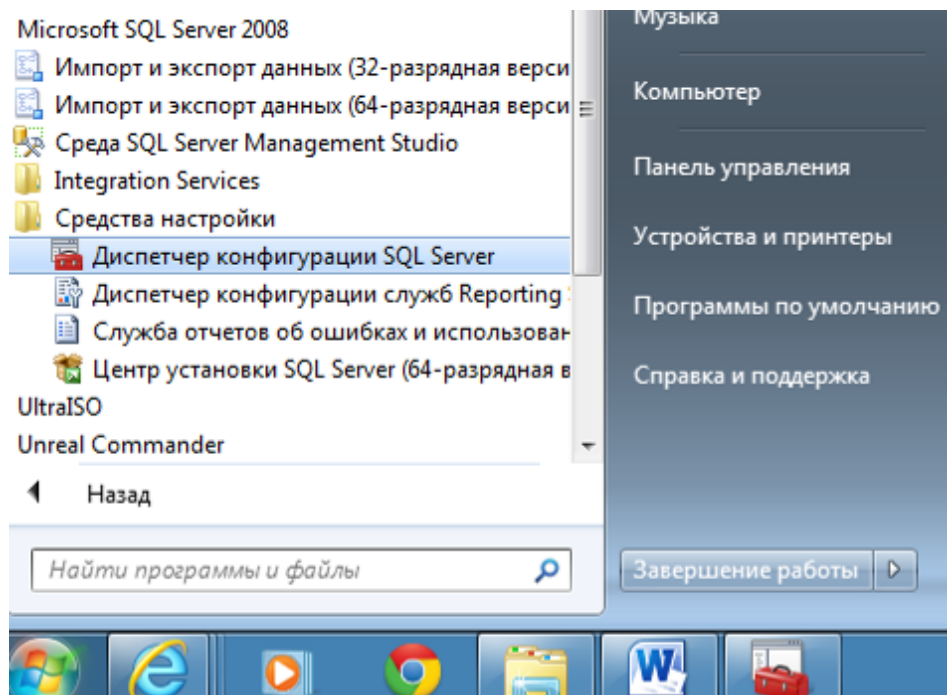 Microsoft SQL Server 2008
Импорт и экспорт данных (32-разрядная верси
Импорт и экспорт данных (64-разрядная верси
Среда SQL Server Management Studio
Integration Services
Средства настройки
Диспетчер конфигурации SQL Server
Диспетчер конфигурации служб Reporting
Служба отчетов об ошибках и использован
Центр установки SQL Server (64-разрядная в
UltraISO
Unreal Commander
Назад
Найти программы и файлы
Музыка
Компьютер
Панель управления
Устройства и принтеры
Программы по умолчанию
Справка и поддержка
Завершение работы
W